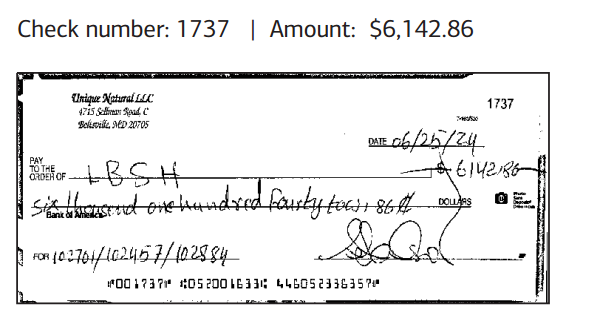 Check number: 1737 | Amount: $6,142.86
Unique Natural LLC
4715 Sellman Road, C
Beltsville, MD 20705
1737
DATE 06/25/24
PAY TO THE ORDER OF LBSH $ 6142.86
six thousand one hundred fourty two, 86 ₵ DOLLARS
Bank of America
FOR 102701/102457/102884
⑈001737⑈ ⑆052001633⑆ 446052336357⑈